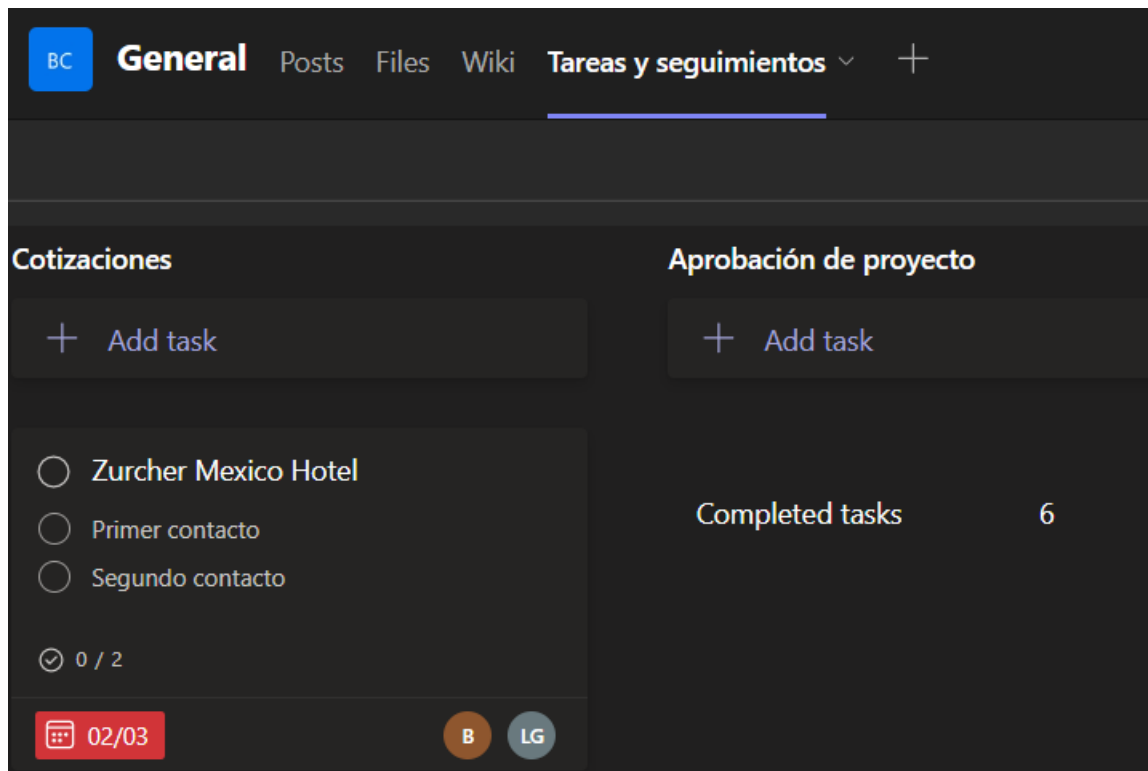 BC General Posts Files Wiki Tareas y seguimientos
Cotizaciones
Add task
Zurcher Mexico Hotel
Primer contacto
Segundo contacto
0 / 2
02/03 B LG
Aprobación de proyecto
Add task
Completed tasks 6